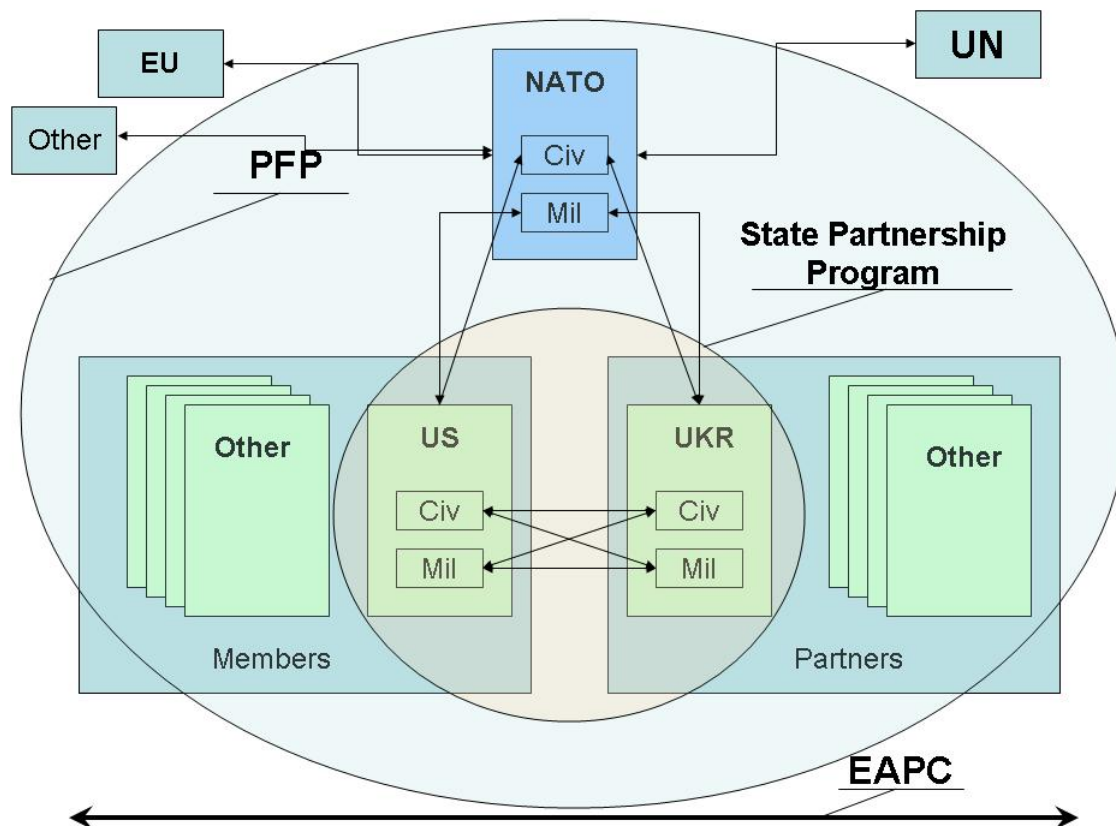 EU
UN
NATO
Other
Civ
PFP
Mil
State Partnership
Program
Other
US
UKR
Other
Civ
Civ
Mil
Mil
Members
Partners
EAPC